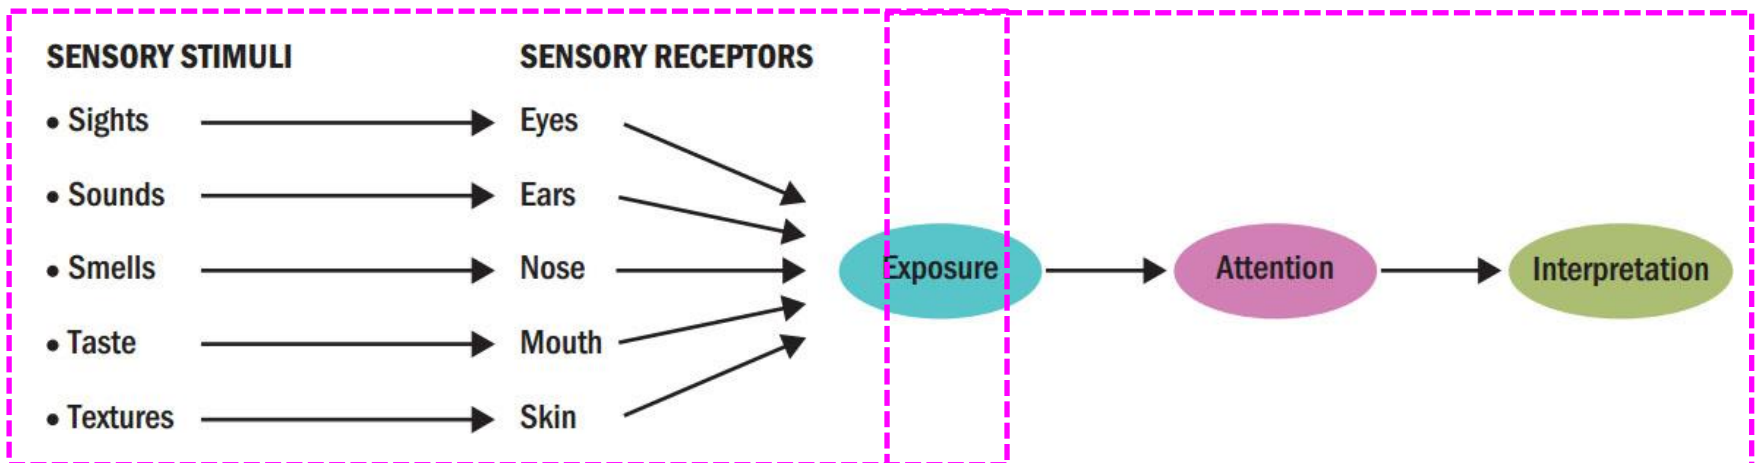 SENSORY STIMULI SENSORY RECEPTORS
• Sights Eyes
• Sounds Ears
• Smells Nose Exposure Attention Interpretation
• Taste Mouth
• Textures Skin